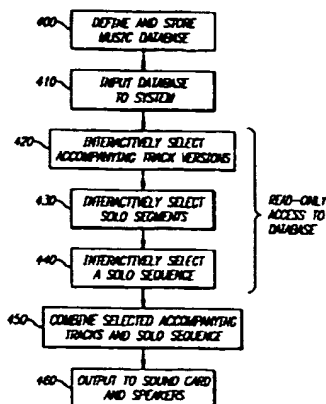 400
DEFINE AND STORE
MUSIC DATABASE
410
INPUT DATABASE
TO SYSTEM
420
INTERACTIVELY SELECT
ACCOMPANYING TRACK VERSIONS
430
INTERACTIVELY SELECT
SOLO SEGMENTS
READ-ONLY
ACCESS TO
DATABASE
440
INTERACTIVELY SELECT
A SOLO SEQUENCE
450
COMBINE SELECTED ACCOMPANYING
TRACKS AND SOLO SEQUENCE
460
OUTPUT TO SOUND CARD
AND SPEAKERS